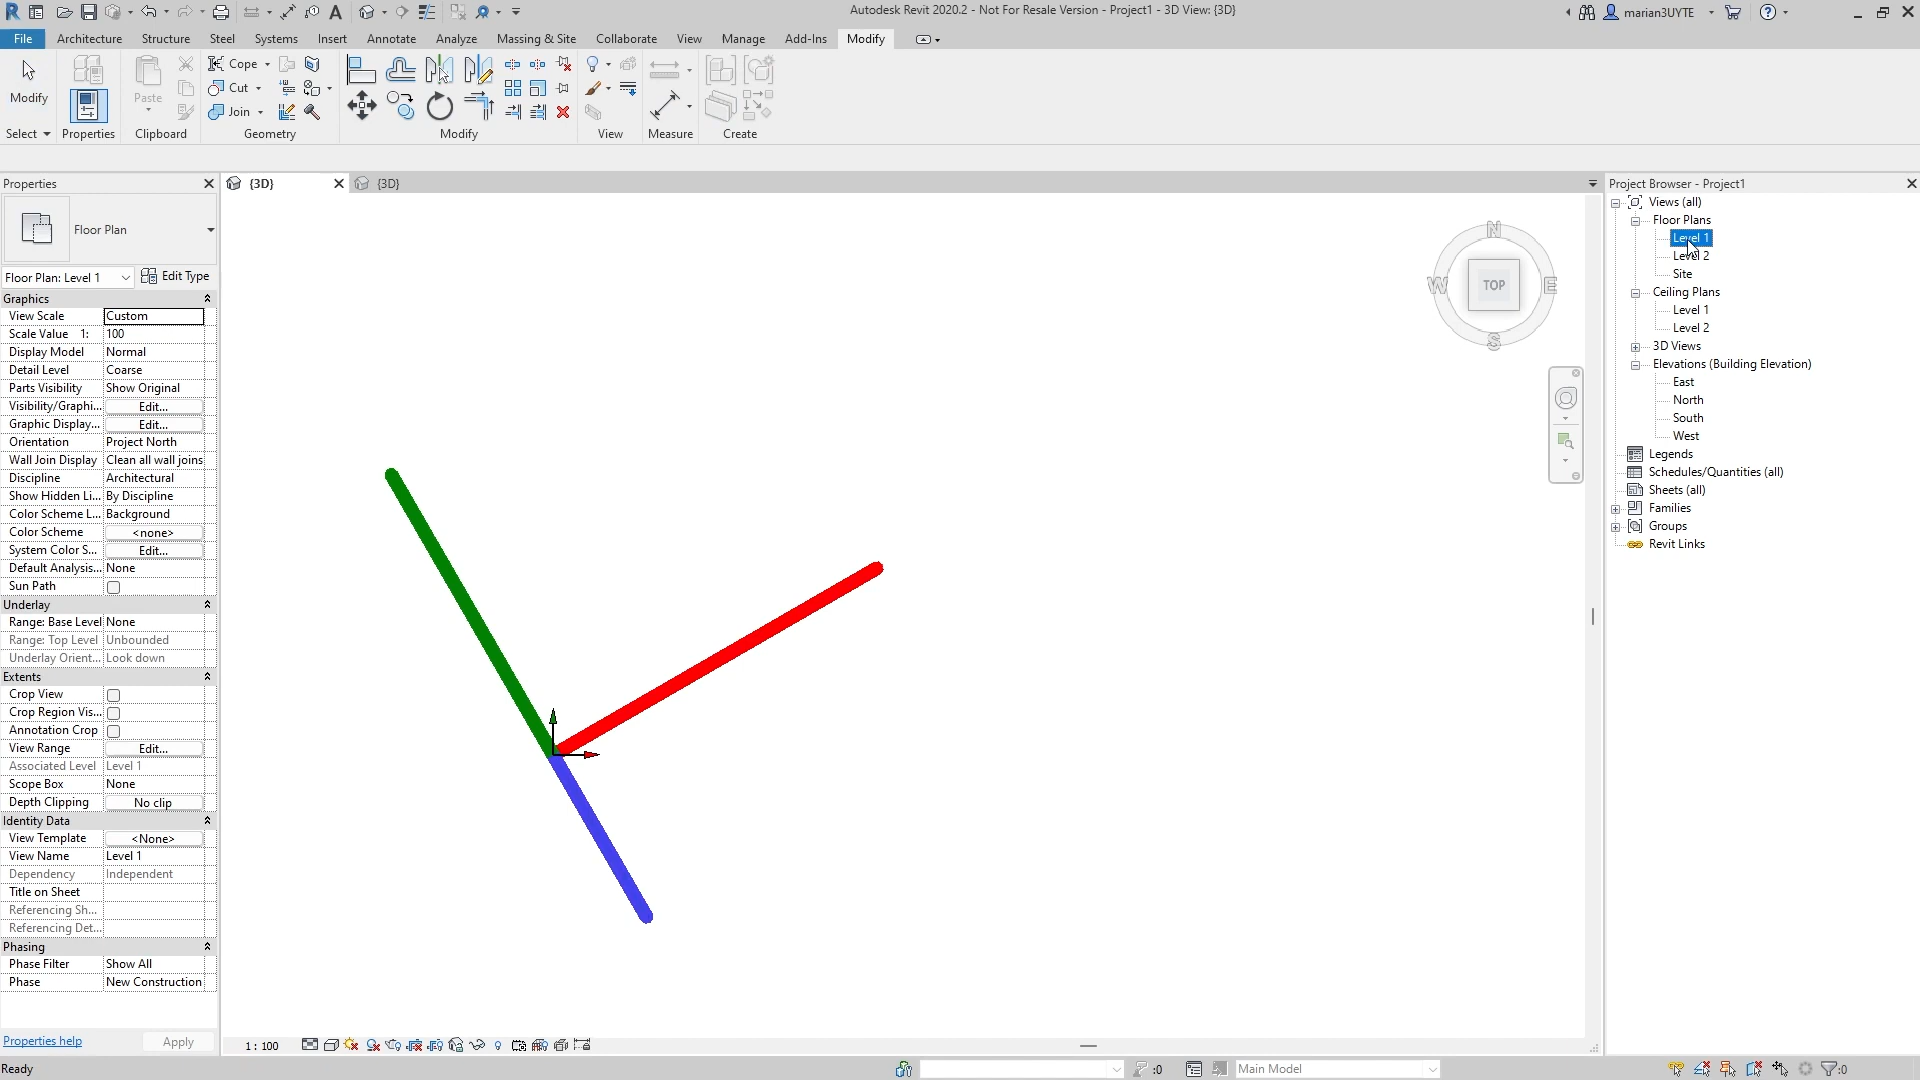 Autodesk Revit 2020.2 - Not For Resale Version - Project1 - 3D View: {3D}
marian3UYTE
File
Architecture
Structure
Steel
Systems
Insert
Annotate
Analyze
Massing & Site
Collaborate
View
Manage
Add-Ins
Modify
Modify
Paste
Cope
Cut
Join
Select
Properties
Clipboard
Geometry
Modify
View
Measure
Create
Properties
Floor Plan
Floor Plan: Level 1
Edit Type
Graphics
View Scale Custom
Scale Value 1: 100
Display Model Normal
Detail Level Coarse
Parts Visibility Show Original
Visibility/Graphi... Edit...
Graphic Display... Edit...
Orientation Project North
Wall Join Display Clean all wall joins
Discipline Architectural
Show Hidden Li... By Discipline
Color Scheme L... Background
Color Scheme <none>
System Color S... Edit...
Default Analysis... None
Sun Path
Underlay
Range: Base Level None
Range: Top Level Unbounded
Underlay Orient... Look down
Extents
Crop View
Crop Region Vis...
Annotation Crop
View Range Edit...
Associated Level Level 1
Scope Box None
Depth Clipping No clip
Identity Data
View Template <None>
View Name Level 1
Dependency Independent
Title on Sheet
Referencing Sh...
Referencing Det...
Phasing
Phase Filter Show All
Phase New Construction
Properties help
Apply
{3D}
{3D}
N
W
TOP
E
S
1 : 100
Project Browser - Project1
Views (all)
Floor Plans
Level 1
Level 2
Site
Ceiling Plans
Level 1
Level 2
3D Views
Elevations (Building Elevation)
East
North
South
West
Legends
Schedules/Quantities (all)
Sheets (all)
Families
Groups
Revit Links
Ready
:0
Main Model
:0